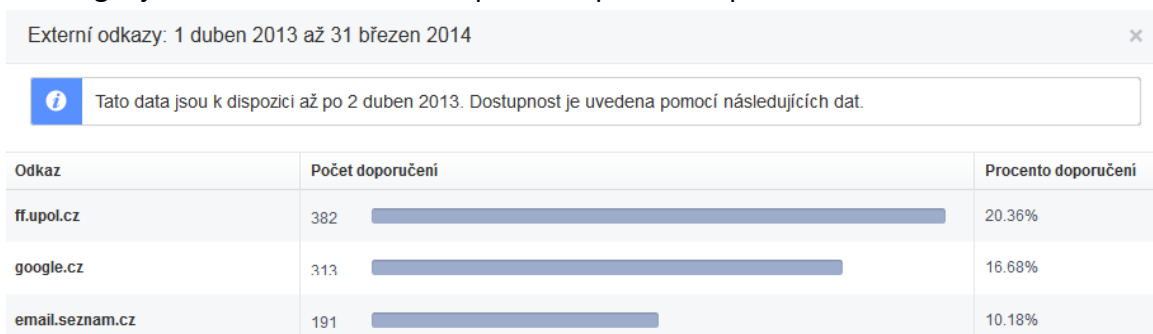 Externí odkazy: 1 duben 2013 až 31 březen 2014
Tato data jsou k dispozici až po 2 duben 2013. Dostupnost je uvedena pomocí následujících dat.
Odkaz Počet doporučení Procento doporučení
ff.upol.cz 382 20.36%
google.cz 313 16.68%
email.seznam.cz 191 10.18%